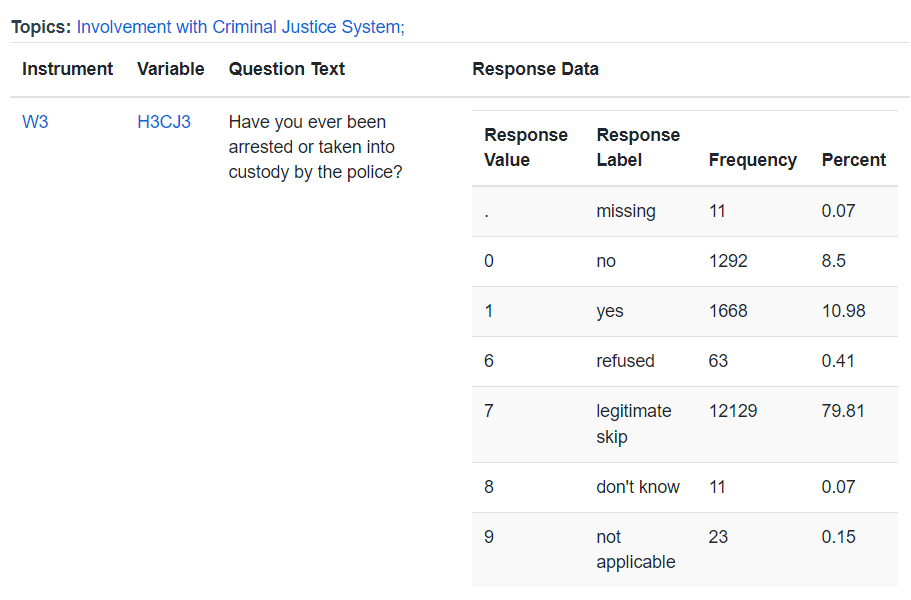 Topics: Involvement with Criminal Justice System;
Instrument Variable Question Text Response Data
W3 H3CJ3 Have you ever been
arrested or taken into
custody by the police?
Response Value Response Label Frequency Percent
. missing 11 0.07
0 no 1292 8.5
1 yes 1668 10.98
6 refused 63 0.41
7 legitimate skip 12129 79.81
8 don't know 11 0.07
9 not applicable 23 0.15